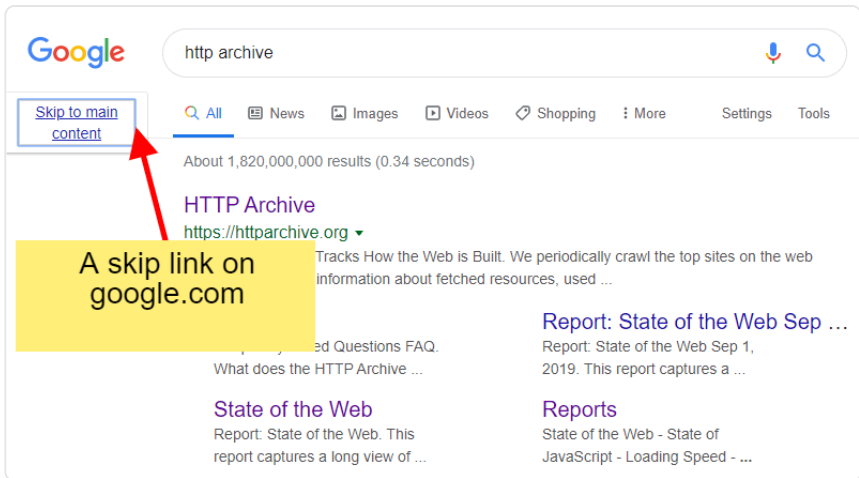 Google
http archive
Skip to main
content
All News Images Videos Shopping More Settings Tools
About 1,820,000,000 results (0.34 seconds)
HTTP Archive
https://httparchive.org
Tracks How the Web is Built. We periodically crawl the top sites on the web
information about fetched resources, used ...
A skip link on
google.com
ed Questions FAQ.
What does the HTTP Archive ...
Report: State of the Web Sep ...
Report: State of the Web Sep 1,
2019. This report captures a ...
State of the Web
Report: State of the Web. This
report captures a long view of ...
Reports
State of the Web - State of
JavaScript - Loading Speed - ...